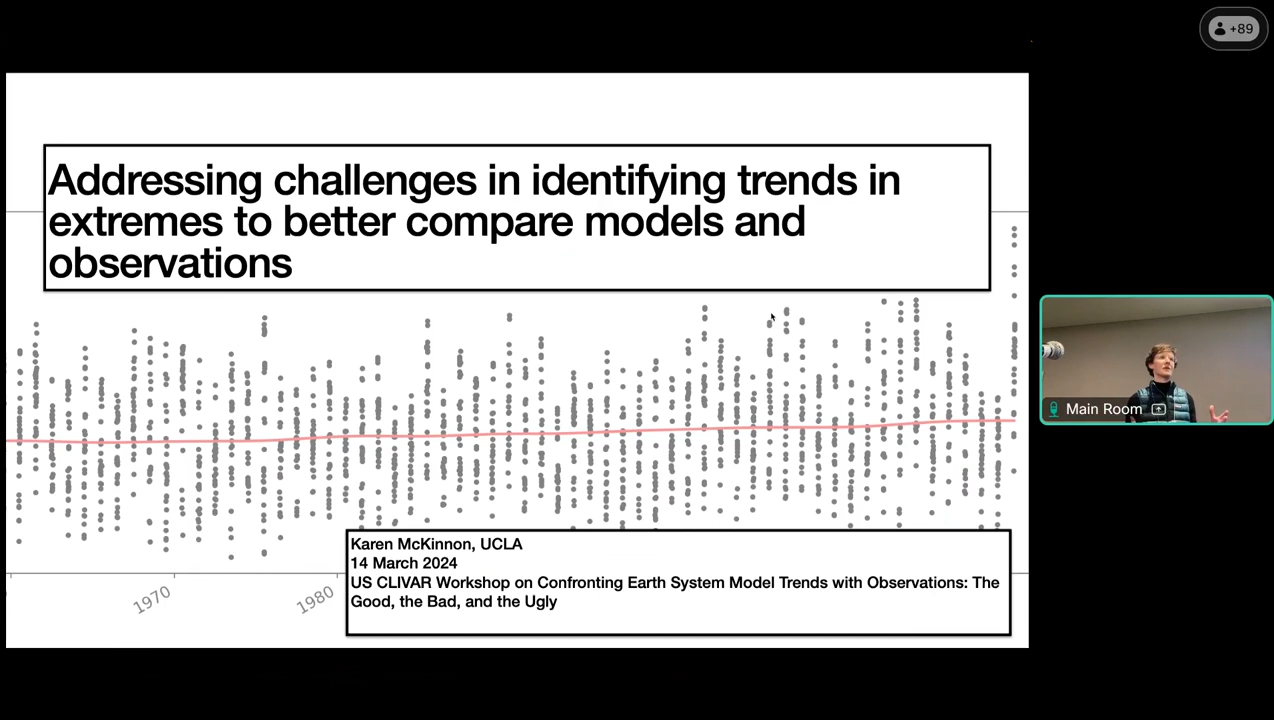 +89
Addressing challenges in identifying trends in
extremes to better compare models and
observations
Main Room
Karen McKinnon, UCLA
14 March 2024
US CLIVAR Workshop on Confronting Earth System Model Trends with Observations: The
Good, the Bad, and the Ugly
1970
1980